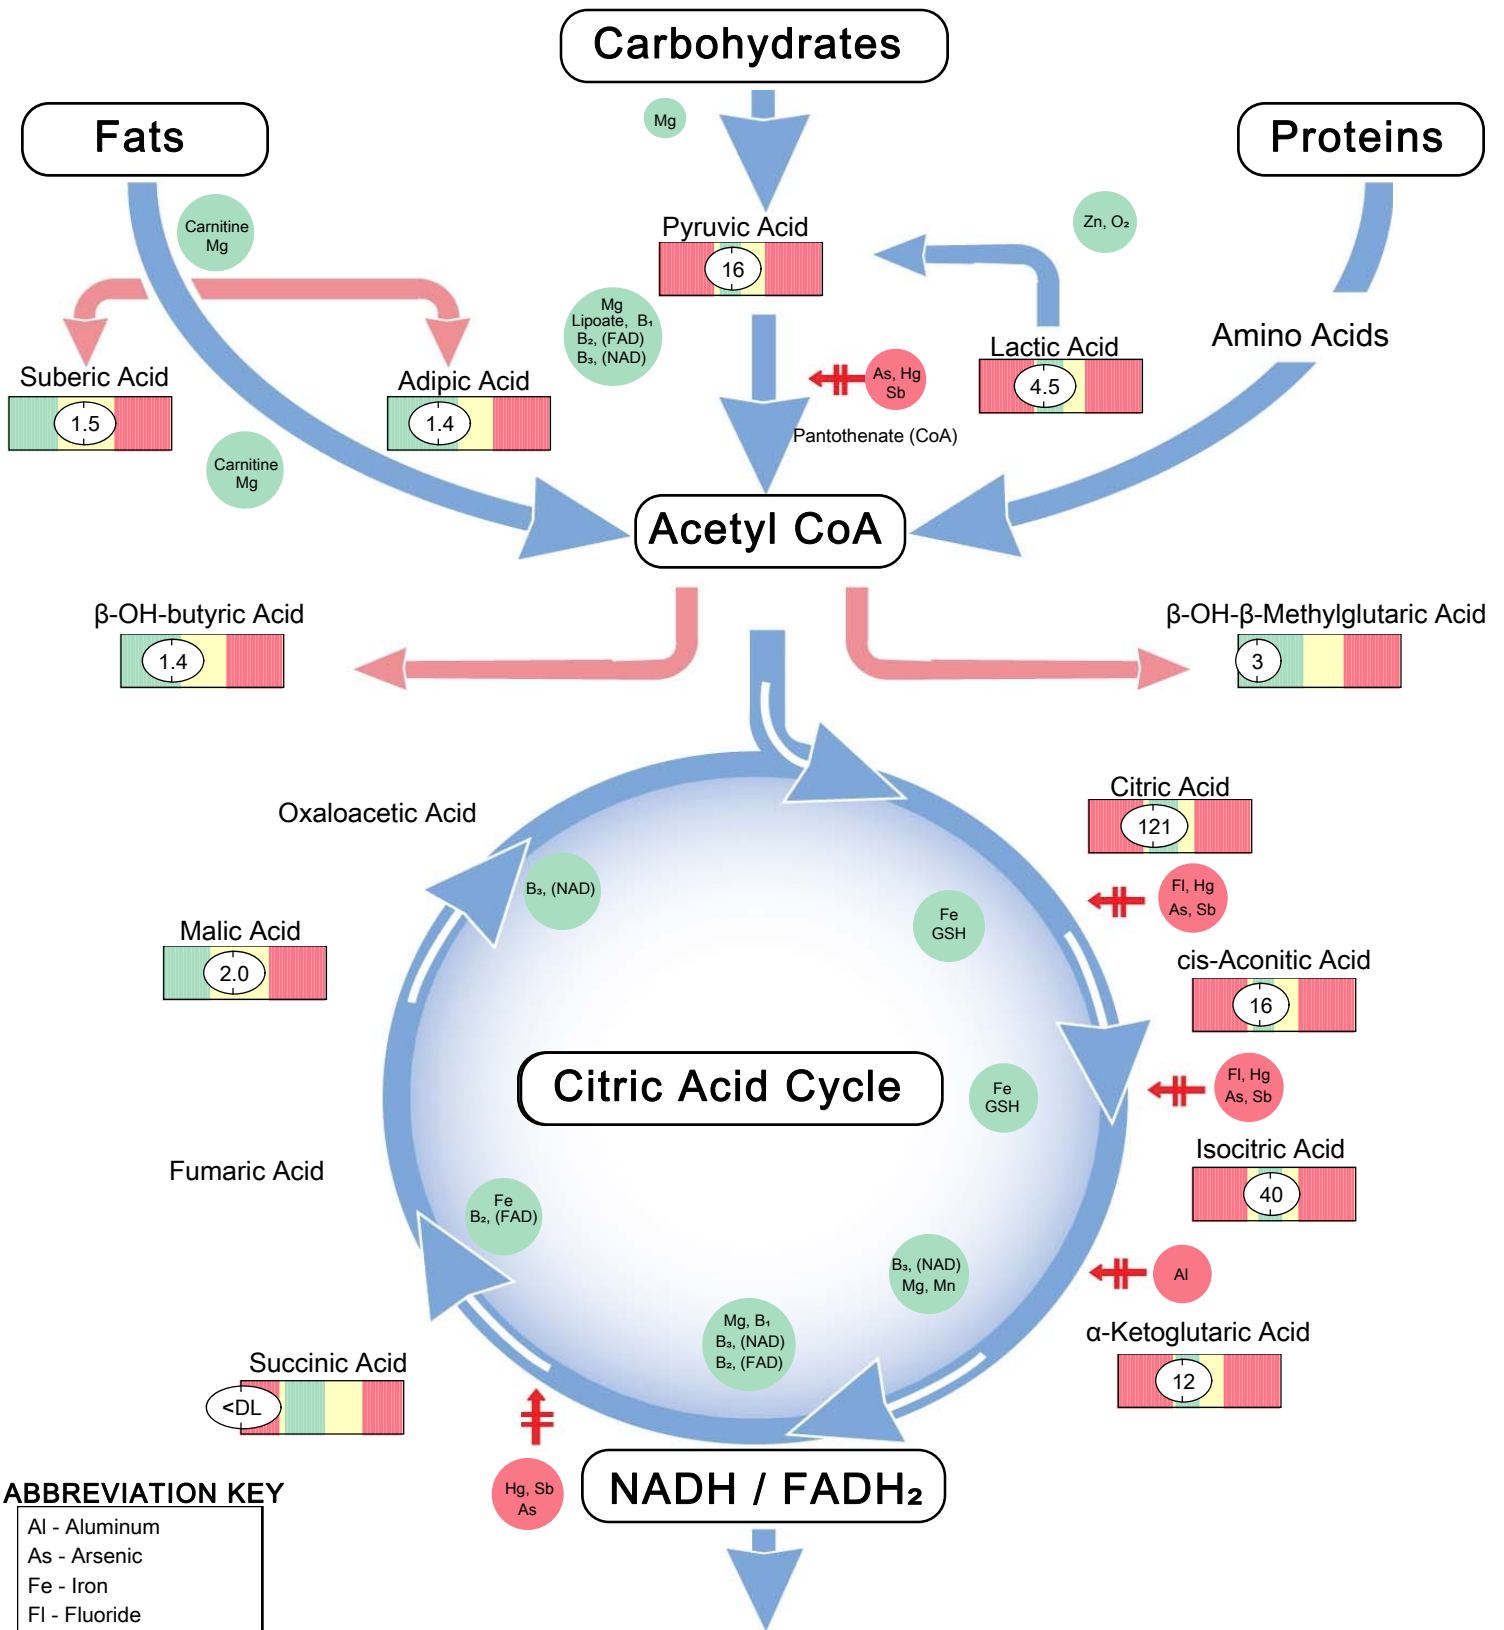 Carbohydrates
Fats
Proteins
Mg
Carnitine
Mg
Zn, O₂
Pyruvic Acid
16
Mg
Lipoate, B₁
B₂, (FAD)
B₃, (NAD)
Amino Acids
Lactic Acid
4.5
As, Hg
Sb
Suberic Acid
1.5
Adipic Acid
1.4
Pantothenate (CoA)
Carnitine
Mg
Acetyl CoA
β-OH-butyric Acid
1.4
β-OH-β-Methylglutaric Acid
3
Oxaloacetic Acid
Citric Acid
121
B₃, (NAD)
Fl, Hg
As, Sb
Fe
GSH
Malic Acid
2.0
cis-Aconitic Acid
16
Citric Acid Cycle
Fe
GSH
Fl, Hg
As, Sb
Fumaric Acid
Isocitric Acid
40
Fe
B₂, (FAD)
B₃, (NAD)
Mg, Mn
Al
Mg, B₁
B₃, (NAD)
B₂, (FAD)
α-Ketoglutaric Acid
12
Succinic Acid
<DL
Hg, Sb
As
NADH / FADH₂
ABBREVIATION KEY
Al - Aluminum
As - Arsenic
Fe - Iron
Fl - Fluoride